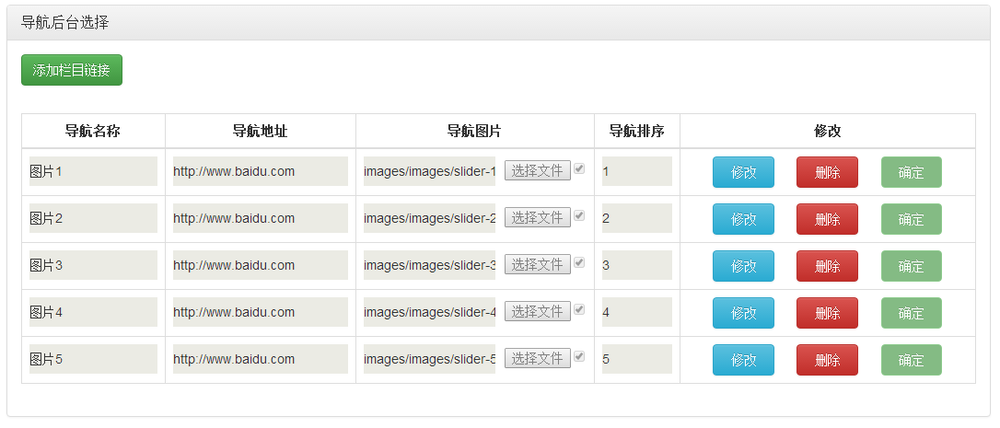 导航后台选择
添加栏目链接
导航名称 导航地址 导航图片 导航排序 修改
图片1 http://www.baidu.com images/images/slider-1 选择文件 1 修改 删除 确定
图片2 http://www.baidu.com images/images/slider-2 选择文件 2 修改 删除 确定
图片3 http://www.baidu.com images/images/slider-3 选择文件 3 修改 删除 确定
图片4 http://www.baidu.com images/images/slider-4 选择文件 4 修改 删除 确定
图片5 http://www.baidu.com images/images/slider-5 选择文件 5 修改 删除 确定